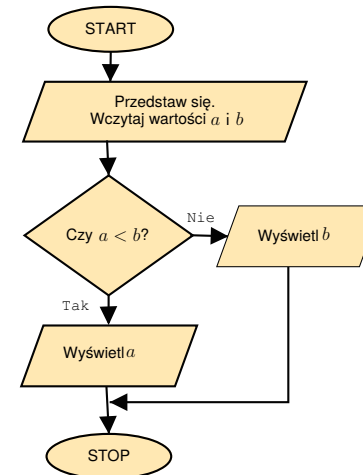 START
Przedstaw się.
Wczytaj wartości a i b
Czy a < b?
Nie
Wyświetl b
Tak
Wyświetl a
STOP